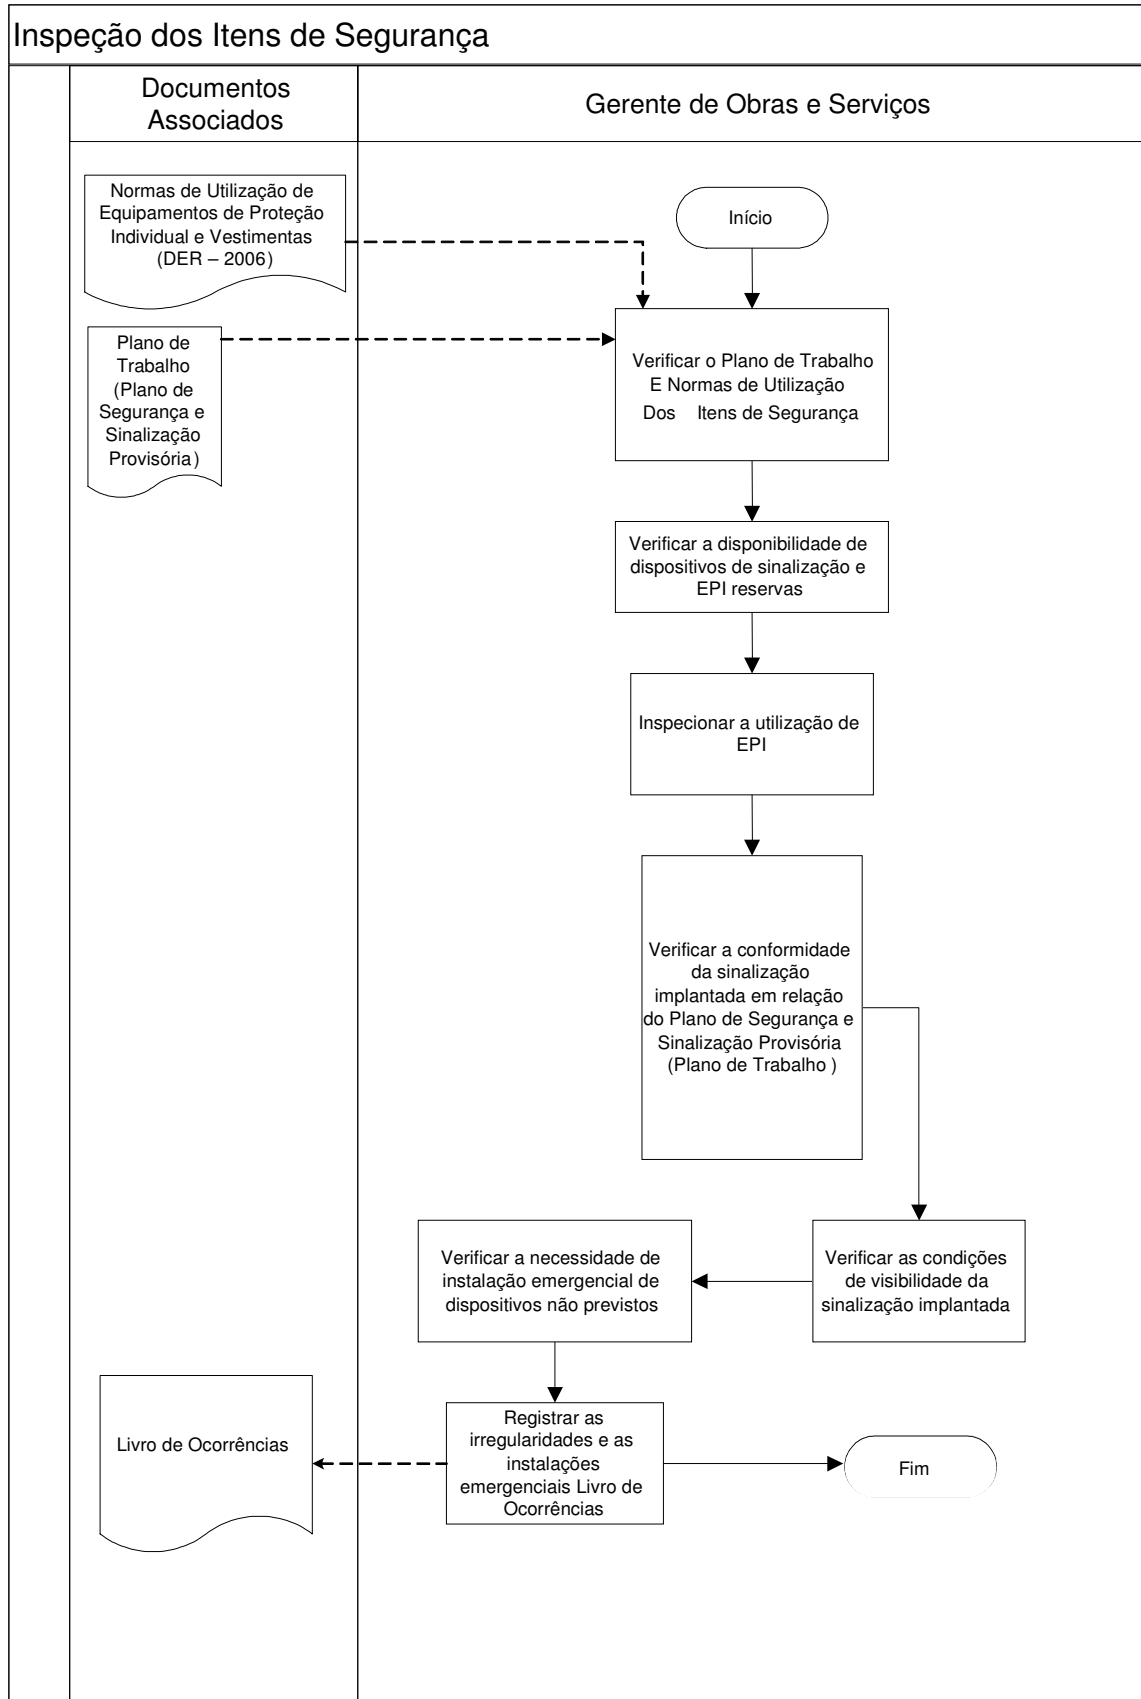 Inspeção dos Itens de Segurança
Documentos
Associados
Gerente de Obras e Serviços
Normas de Utilização de
Equipamentos de Proteção
Individual e Vestimentas
(DER – 2006)
Início
Plano de
Trabalho
(Plano de
Segurança e
Sinalização
Provisória)
Verificar o Plano de Trabalho
E Normas de Utilização
Dos Itens de Segurança
Verificar a disponibilidade de
dispositivos de sinalização e
EPI reservas
Inspecionar a utilização de
EPI
Verificar a conformidade
da sinalização
implantada em relação
do Plano de Segurança e
Sinalização Provisória
(Plano de Trabalho )
Verificar a necessidade de
instalação emergencial de
dispositivos não previstos
Verificar as condições
de visibilidade da
sinalização implantada
Livro de Ocorrências
Registrar as
irregularidades e as
instalações
emergenciais Livro de
Ocorrências
Fim